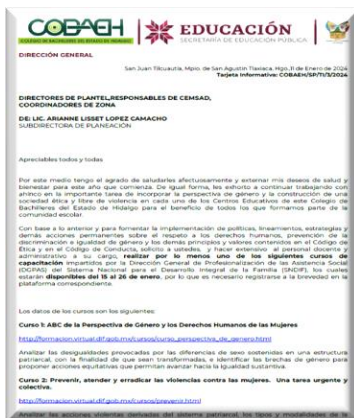 COBAEH
COLEGIO DE BACHILLERES DEL ESTADO DE HIDALGO
EDUCACIÓN
SECRETARÍA DE EDUCACIÓN PÚBLICA
DIRECCIÓN GENERAL
San Juan Tilcuautla, Mpio. de San Agustín Tlaxiaca, Hgo., 11 de Enero de 2024
Tarjeta Informativa: COBAEH/SP/TI/3/2024
DIRECTORES DE PLANTEL,RESPONSABLES DE CEMSAD,
COORDINADORES DE ZONA
DE: LIC. ARIANNE LISSET LOPEZ CAMACHO
SUBDIRECTORA DE PLANEACIÓN
Apreciables todos y todas
Por este medio tengo el agrado de saludarles afectuosamente y externar mis deseos de salud y
bienestar para este año que comienza. De igual forma, les exhorto a continuar trabajando con
ahínco en la importante tarea de incorporar la perspectiva de género y la construcción de una
sociedad ética y libre de violencia en cada uno de los Centros Educativos de este Colegio de
Bachilleres del Estado de Hidalgo para el beneficio de todos los que formamos parte de la
comunidad escolar.
Con base a lo anterior y para fomentar la implementación de políticas, lineamientos, estrategias y
demás acciones permanentes sobre el respeto a los derechos humanos, prevención de la
discriminación e igualdad de género y los demás principios y valores contenidos en el Código de
Ética y en el Código de Conducta, solicito a ustedes, y hacer extensivo al personal docente y
administrativo a su cargo, realizar por lo menos uno de los siguientes cursos de
capacitación impartidos por la Dirección General de Profesionalización de la Asistencia Social
(DGPAS) del Sistema Nacional para el Desarrollo Integral de la Familia (SNDIF), los cuales
estarán disponibles del 15 al 26 de enero, por lo que es necesario registrarse a la brevedad en la
plataforma correspondiente.
Los datos de los cursos son los siguientes:
Curso 1: ABC de la Perspectiva de Género y los Derechos Humanos de las Mujeres
http://formacion.virtual.dif.gob.mx/cursos/curso_perspectiva_de_genero.html
Analizar las desigualdades provocadas por las diferencias de sexo sostenidas en una estructura
patriarcal, con la finalidad de que sean transformadas, e identificar las brechas de género para
proponer acciones equitativas que permitan avanzar hacia la igualdad sustantiva.
Curso 2: Prevenir, atender y erradicar las violencias contra las mujeres. Una tarea urgente y
colectiva.
http://formacion.virtual.dif.gob.mx/cursos/prevenir.html
Analizar las acciones violentas derivadas del sistema patriarcal, los tipos y modalidades de la